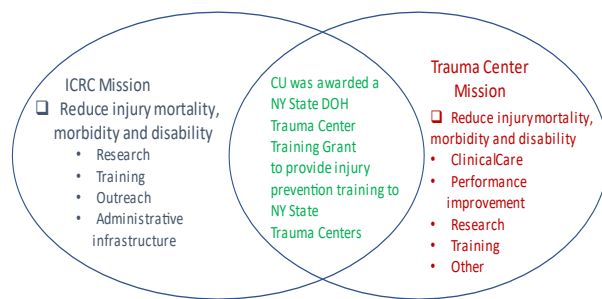 ICRC Mission
❑ Reduce injury mortality,
morbidity and disability
• Research
• Training
• Outreach
• Administrative
infrastructure
CU was awarded a
NY State DOH
Trauma Center
Training Grant
to provide injury
prevention training to
NY State
Trauma Centers
Trauma Center
Mission
❑ Reduce injury mortality,
morbidity and disability
• ClinicalCare
• Performance
improvement
• Research
• Training
• Other